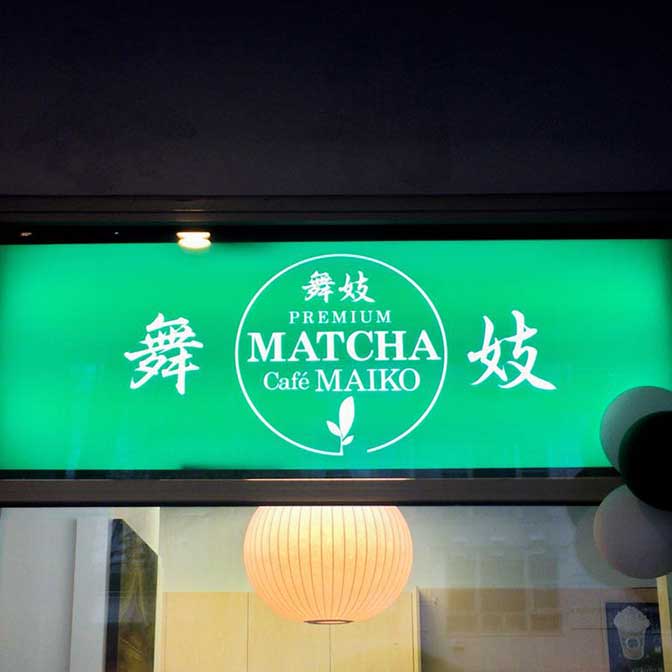 舞妓
PREMIUM
MATCHA
Café MAIKO
舞 妓